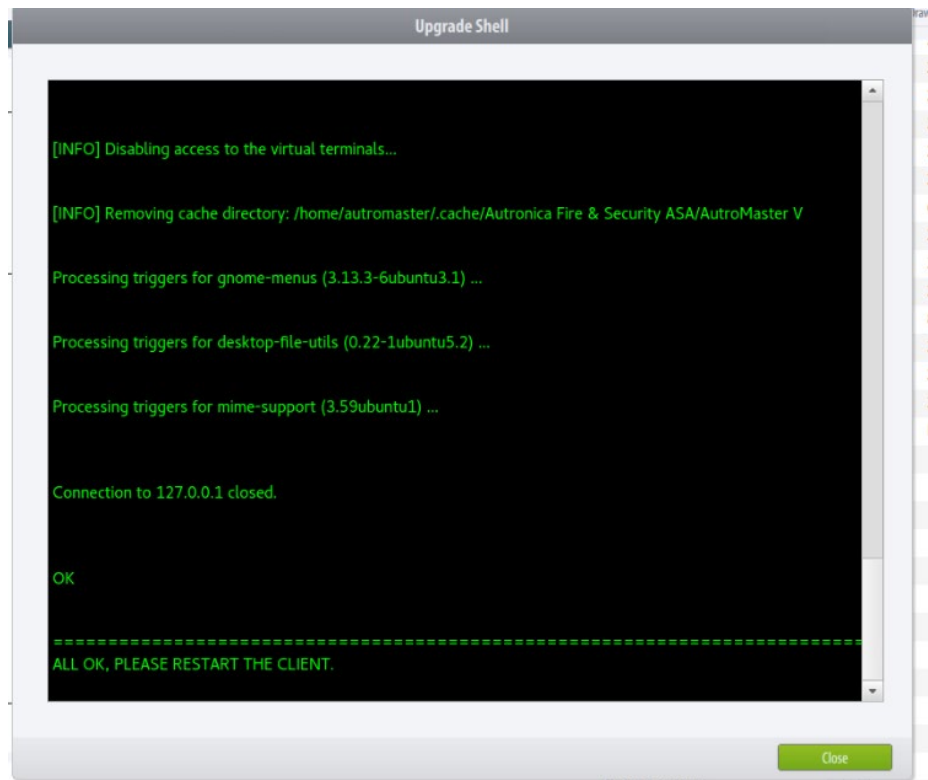 Upgrade Shell
[INFO] Disabling access to the virtual terminals...
[INFO] Removing cache directory: /home/automaster/.cache/Autronica Fire & Security ASA/AutroMaster V
Processing triggers for gnome-menus (3.13.3-6ubuntu3.1) ...
Processing triggers for desktop-file-utils (0.22-1ubuntu5.2) ...
Processing triggers for mime-support (3.59ubuntu1) ...
Connection to 127.0.0.1 closed.
OK
================================================================================
ALL OK, PLEASE RESTART THE CLIENT.
Close